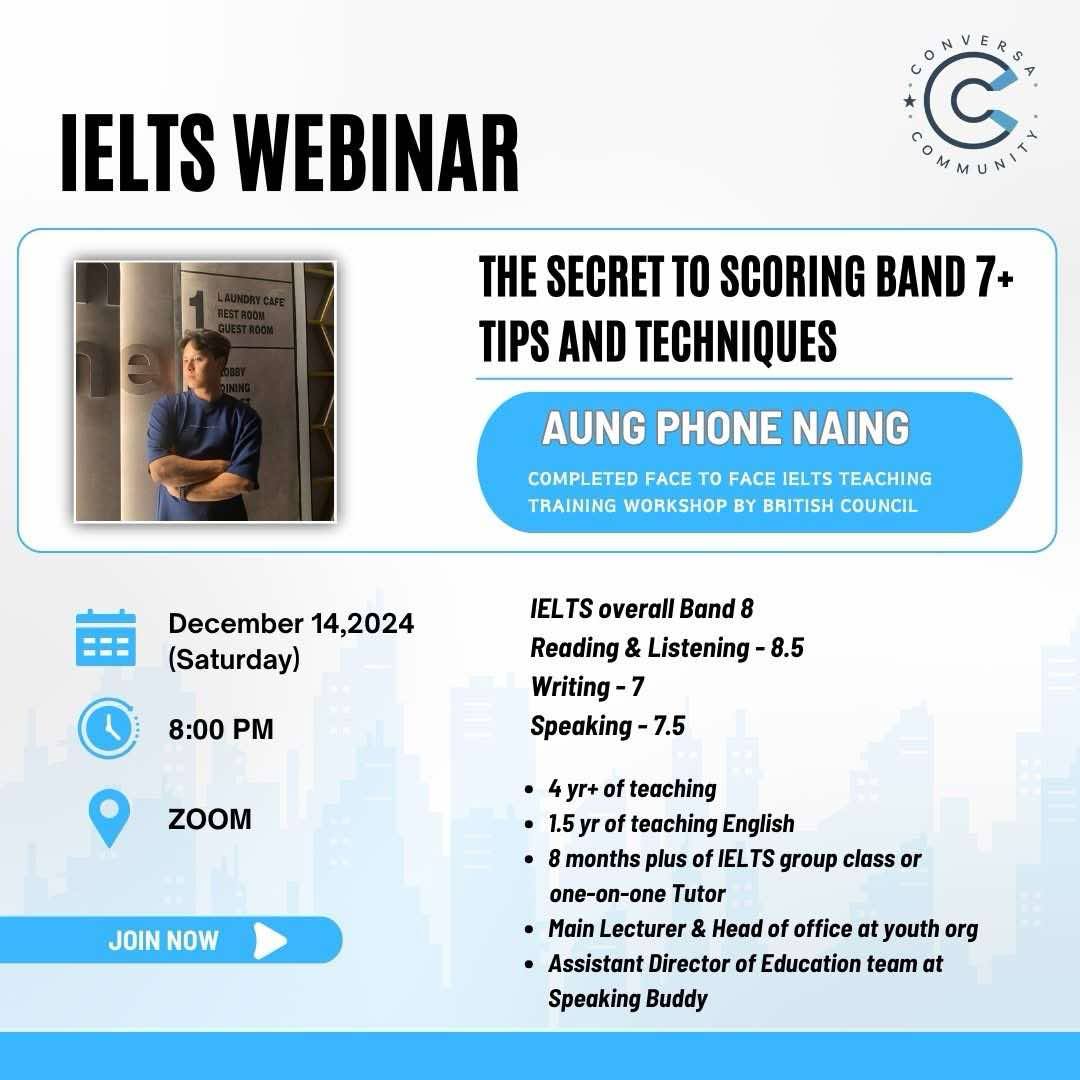 CONVERSA
COMMUNITY
IELTS WEBINAR
1
LAUNDRY CAFE
REST ROOM
GUEST ROOM
LOBBY
DINING
ne
THE SECRET TO SCORING BAND 7+
TIPS AND TECHNIQUES
AUNG PHONE NAING
COMPLETED FACE TO FACE IELTS TEACHING
TRAINING WORKSHOP BY BRITISH COUNCIL
December 14,2024
(Saturday)
8:00 PM
ZOOM
JOIN NOW
IELTS overall Band 8
Reading & Listening - 8.5
Writing - 7
Speaking - 7.5
• 4 yr+ of teaching
• 1.5 yr of teaching English
• 8 months plus of IELTS group class or
one-on-one Tutor
• Main Lecturer & Head of office at youth org
• Assistant Director of Education team at
Speaking Buddy